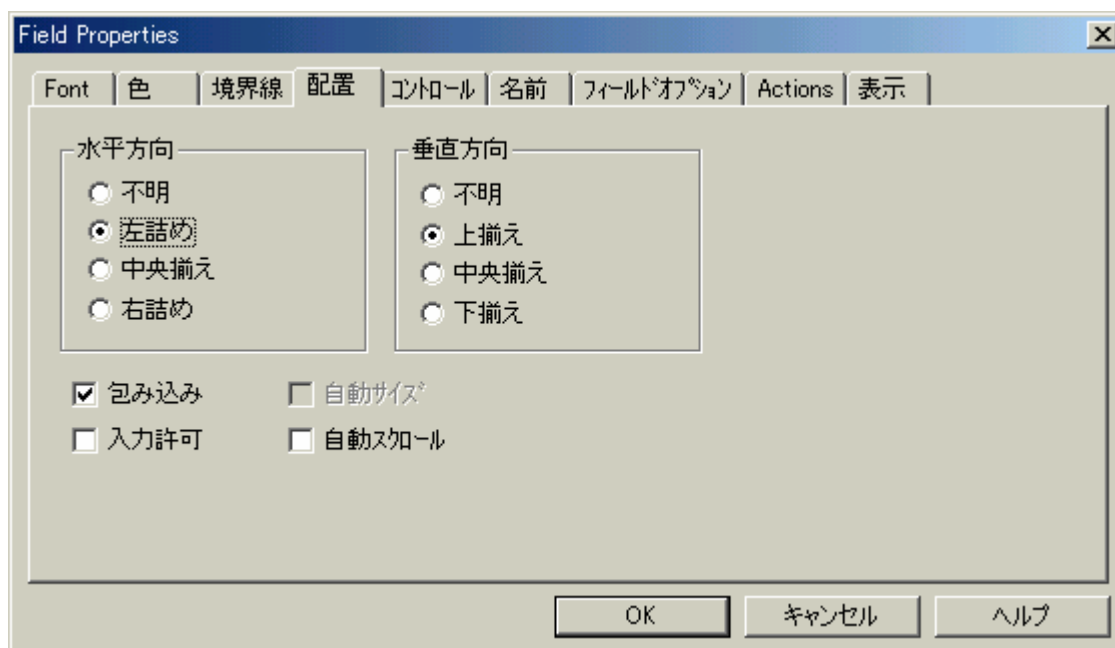 Field Properties
Font 色 境界線 配置 ｺﾝﾄﾛｰﾙ 名前 ﾌｨｰﾙﾄﾞｵﾌﾟｼｮﾝ Actions 表示
水平方向 垂直方向
不明 不明
左詰め 上揃え
中央揃え 中央揃え
右詰め 下揃え
包み込み 自動ｻｲｽﾞ
入力許可 自動ｽｸﾛｰﾙ
OK キャンセル ヘルプ